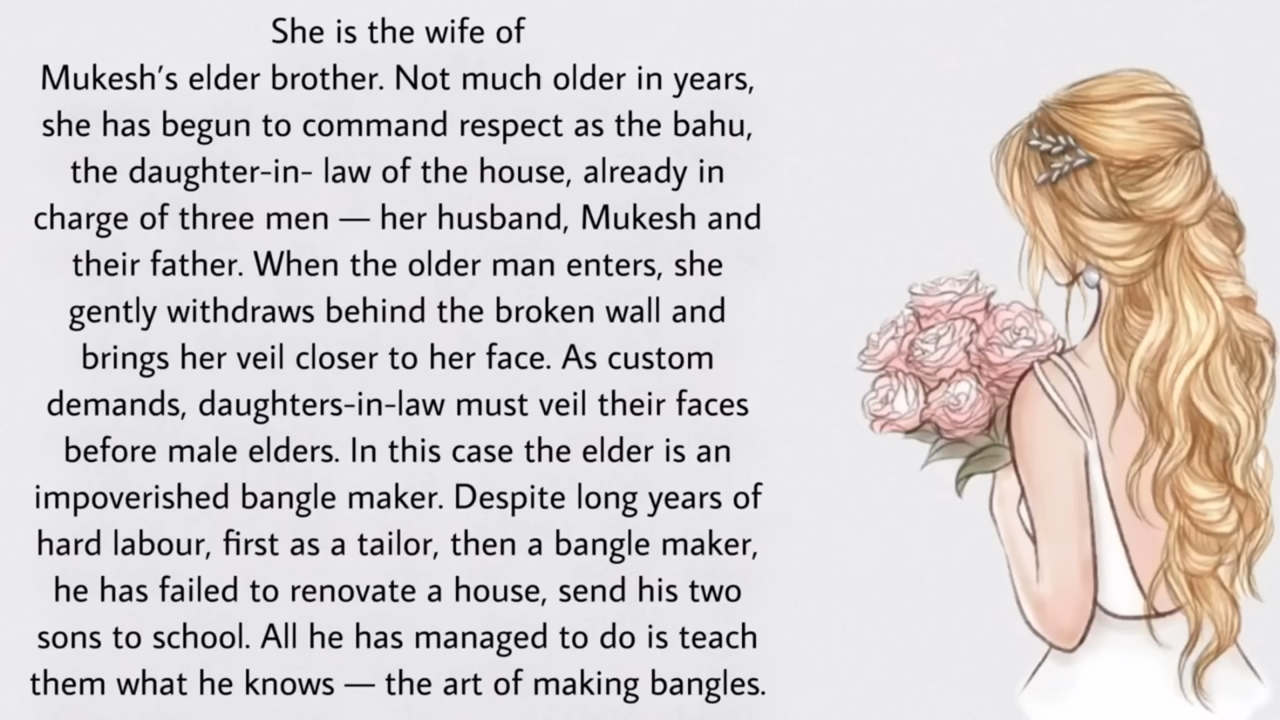 She is the wife of
Mukesh's elder brother. Not much older in years,
she has begun to command respect as the bahu,
the daughter-in- law of the house, already in
charge of three men — her husband, Mukesh and
their father. When the older man enters, she
gently withdraws behind the broken wall and
brings her veil closer to her face. As custom
demands, daughters-in-law must veil their faces
before male elders. In this case the elder is an
impoverished bangle maker. Despite long years of
hard labour, first as a tailor, then a bangle maker,
he has failed to renovate a house, send his two
sons to school. All he has managed to do is teach
them what he knows — the art of making bangles.